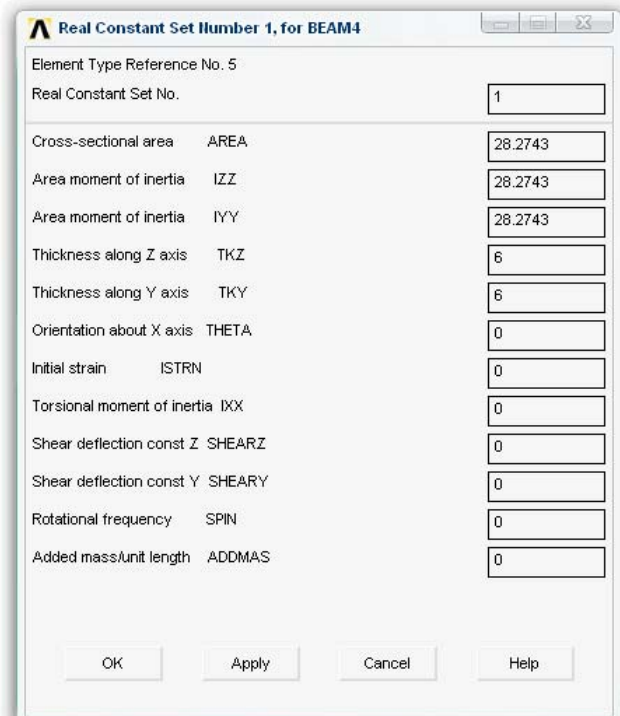 Real Constant Set Number 1, for BEAM4
Element Type Reference No. 5
Real Constant Set No. 1
Cross-sectional area AREA 28.2743
Area moment of inertia IZZ 28.2743
Area moment of inertia IYY 28.2743
Thickness along Z axis TKZ 6
Thickness along Y axis TKY 6
Orientation about X axis THETA 0
Initial strain ISTRN 0
Torsional moment of inertia IXX 0
Shear deflection const Z SHEARZ 0
Shear deflection const Y SHEARY 0
Rotational frequency SPIN 0
Added mass/unit length ADDMAS 0
OK Apply Cancel Help